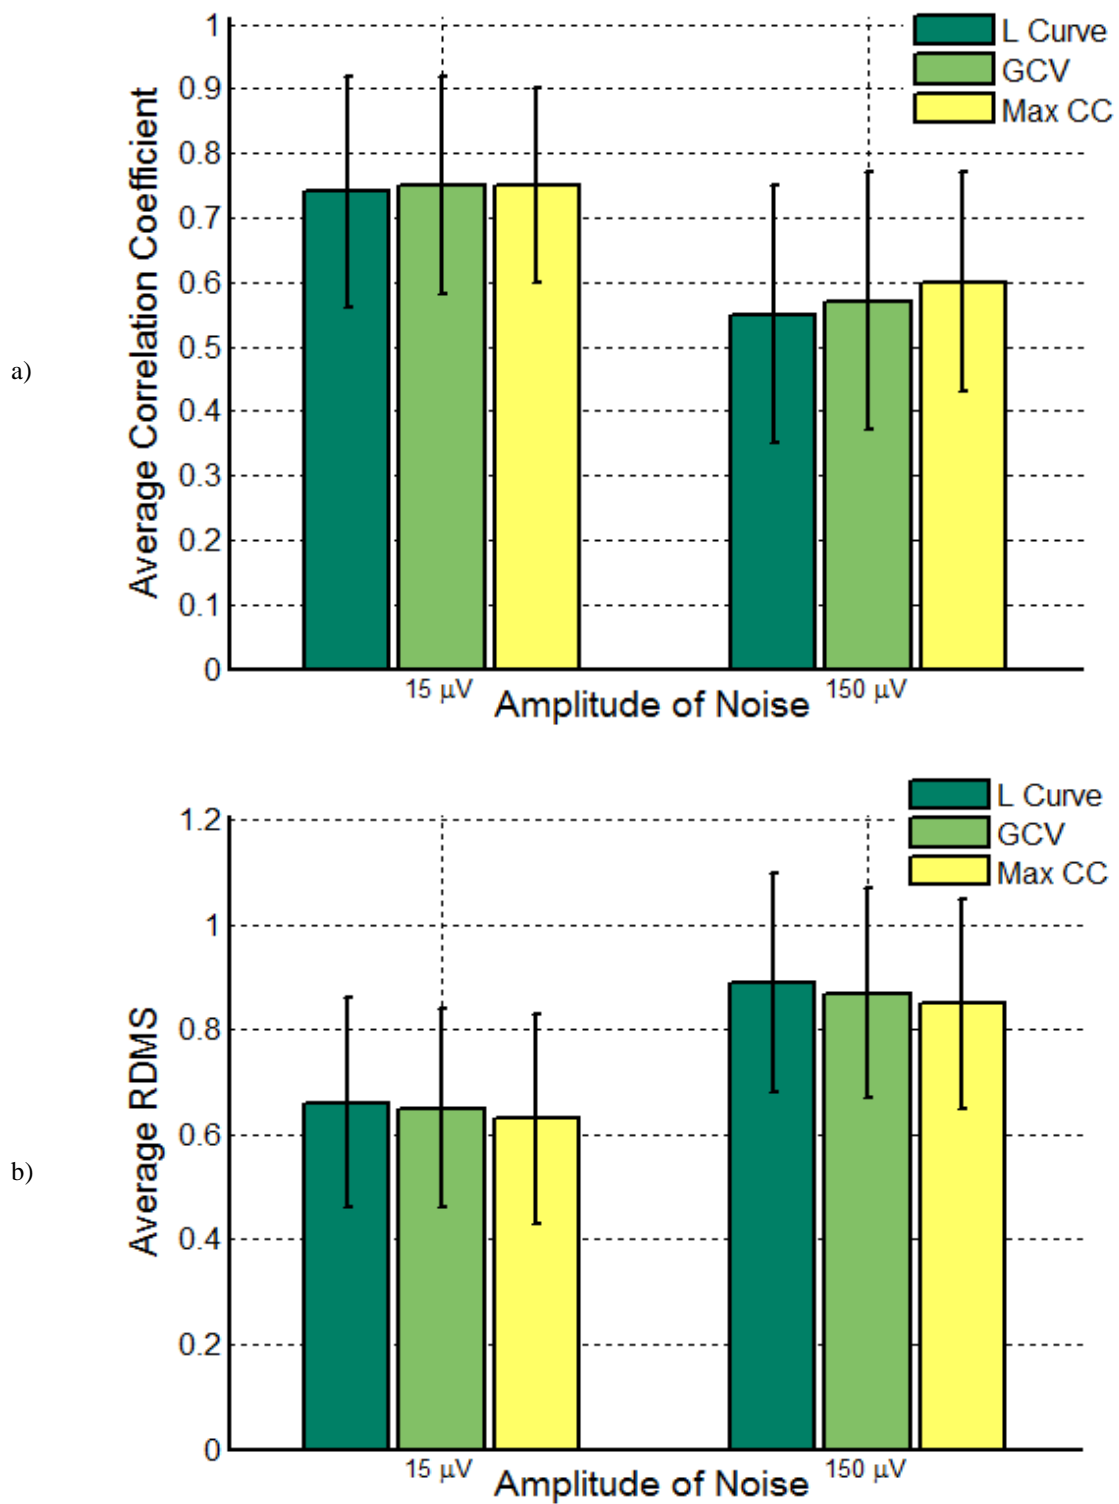 a)
Average Correlation Coefficient
1
0.9
0.8
0.7
0.6
0.5
0.4
0.3
0.2
0.1
0
L Curve
GCV
Max CC
15 μV
150 μV
Amplitude of Noise
b)
Average RDMS
1.2
1
0.8
0.6
0.4
0.2
0
L Curve
GCV
Max CC
15 μV
150 μV
Amplitude of Noise